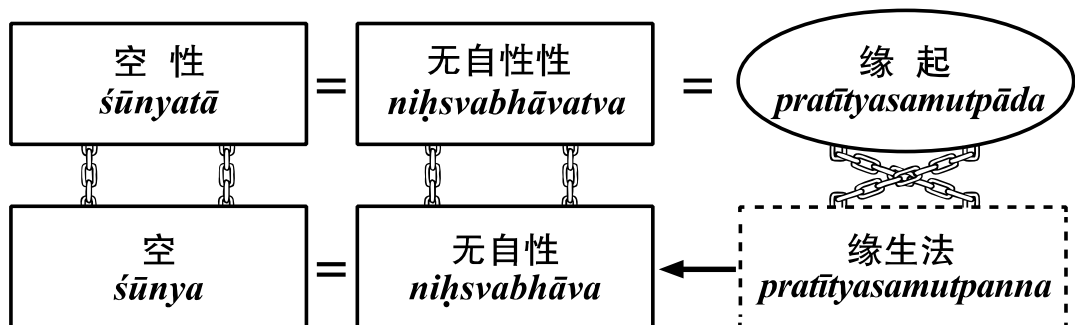 空 性
śūnyatā
=
无自性性
niḥsvabhāvatva
=
缘 起
pratītyasamutpāda
空
śūnya
=
无自性
niḥsvabhāva
缘生法
pratītyasamutpanna